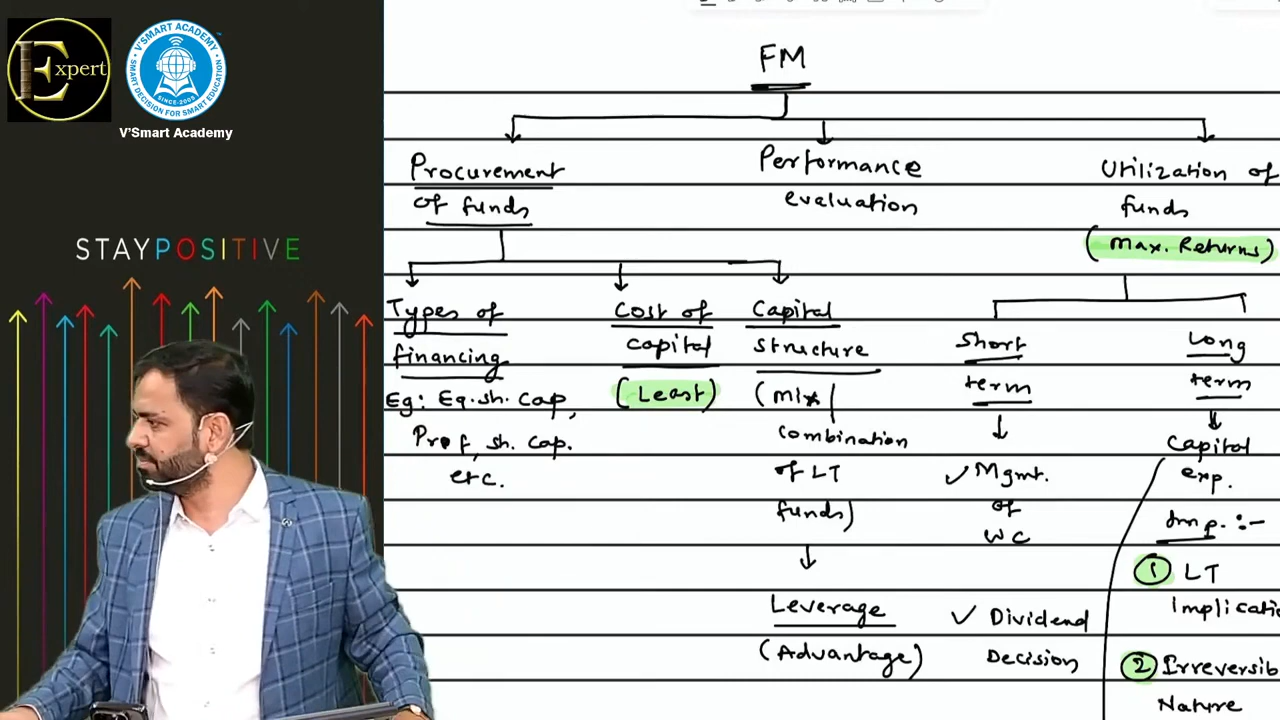 Expert
V'SMART ACADEMY
SMART DECISION FOR SMART EDUCATION
SINCE-2005
V'Smart Academy
STAYPOSITIVE
FM
Procurement
of funds
Performance
evaluation
Utilization of
funds
(Max. Returns)
Types of
financing
Eg: Eq. sh. Cap,
Pref, sh. Cap.
etc.
Cost of
capital
(Least)
Capital
structure
(mix/
combination
of LT
funds)
Leverage
(Advantage)
Short
term
✓ Mgmt.
of
WC
✓ Dividend
Decision
Long
term
Capital
exp.
Imp. :-
① LT
Implicatio
② Irreversib
Nature